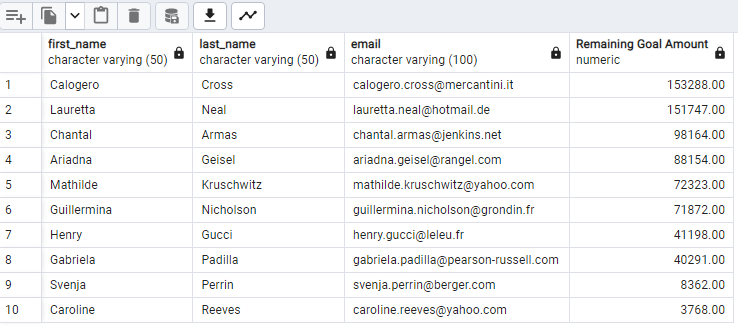 first_name last_name email Remaining Goal Amount
character varying (50) character varying (50) character varying (100) numeric
1 Calogero Cross calogero.cross@mercantini.it 153288.00
2 Lauretta Neal lauretta.neal@hotmail.de 151747.00
3 Chantal Armas chantal.armas@jenkins.net 98164.00
4 Ariadna Geisel ariadna.geisel@rangel.com 88154.00
5 Mathilde Kruschwitz mathilde.kruschwitz@yahoo.com 72323.00
6 Guillermina Nicholson guillermina.nicholson@grondin.fr 71872.00
7 Henry Gucci henry.gucci@leleu.fr 41198.00
8 Gabriela Padilla gabriela.padilla@pearson-russell.com 40291.00
9 Svenja Perrin svenja.perrin@berger.com 8362.00
10 Caroline Reeves caroline.reeves@yahoo.com 3768.00